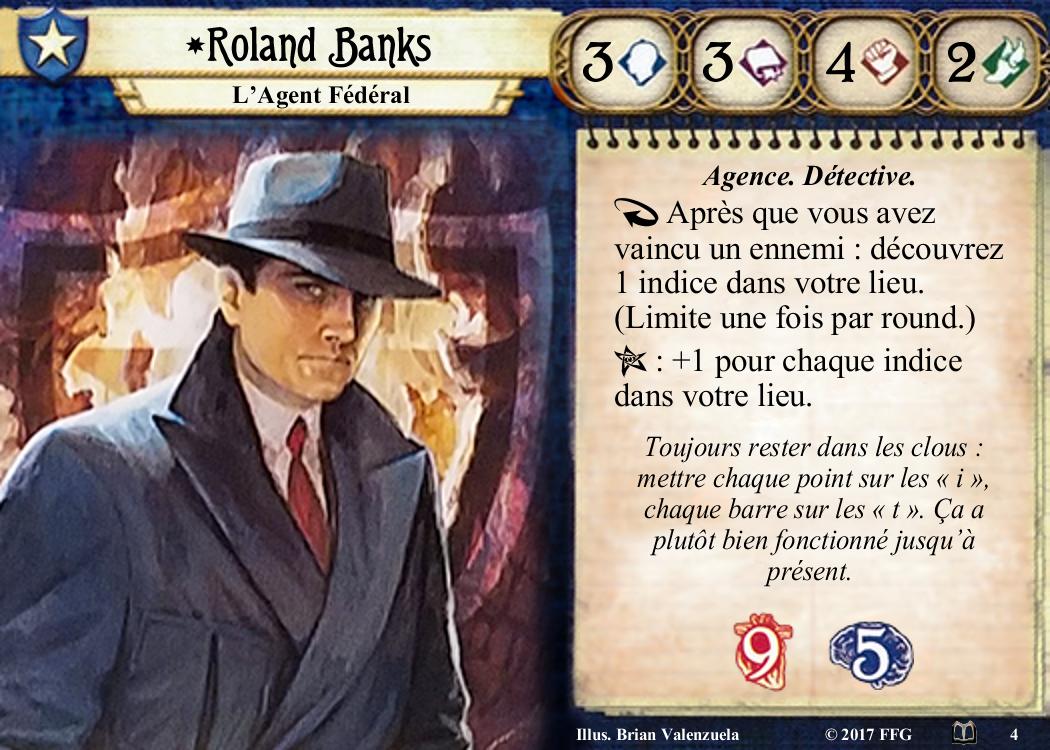 Roland Banks
L'Agent Fédéral
3 3 4 2
Agence. Détective.
Après que vous avez
vaincu un ennemi : découvrez
1 indice dans votre lieu.
(Limite une fois par round.)
: +1 pour chaque indice
dans votre lieu.
Toujours rester dans les clous :
mettre chaque point sur les « i »,
chaque barre sur les « t ». Ça a
plutôt bien fonctionné jusqu'à
présent.
9 5
Illus. Brian Valenzuela © 2017 FFG 4